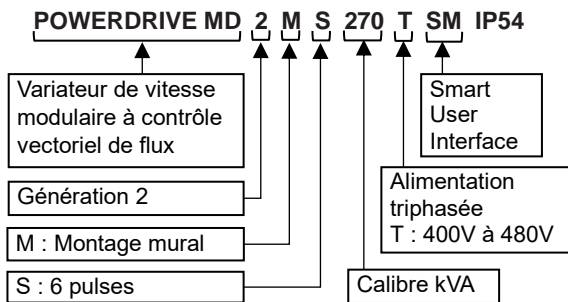 POWERDRIVE MD 2 M S 270 T SM IP54
Variateur de vitesse
modulaire à contrôle
vectoriel de flux
Génération 2
M : Montage mural
S : 6 pulses
Smart
User
Interface
Alimentation
triphasée
T : 400V à 480V
Calibre kVA